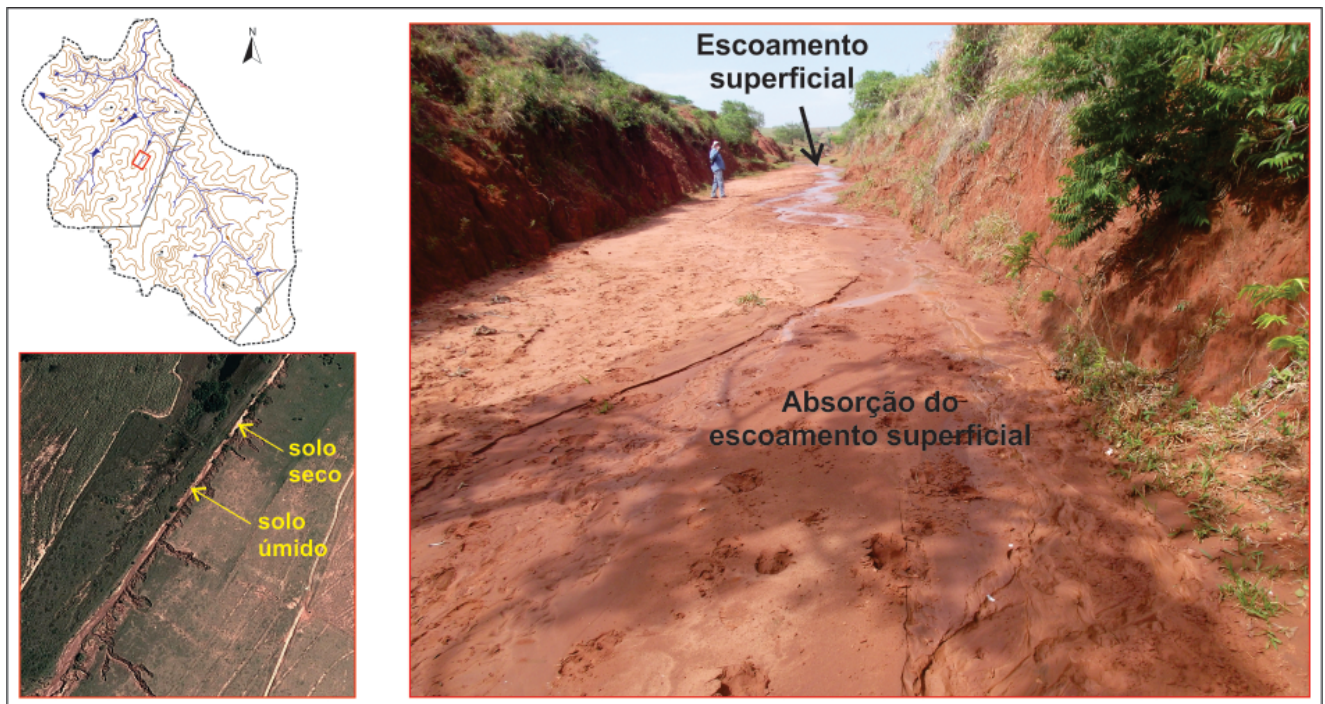 N
Escoamento
superficial
Absorção do
escoamento superficial
solo
seco
solo
úmido